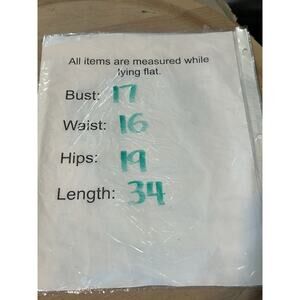 All items are measured while
lying flat.
Bust: 17
Waist: 16
Hips: 19
Length: 34